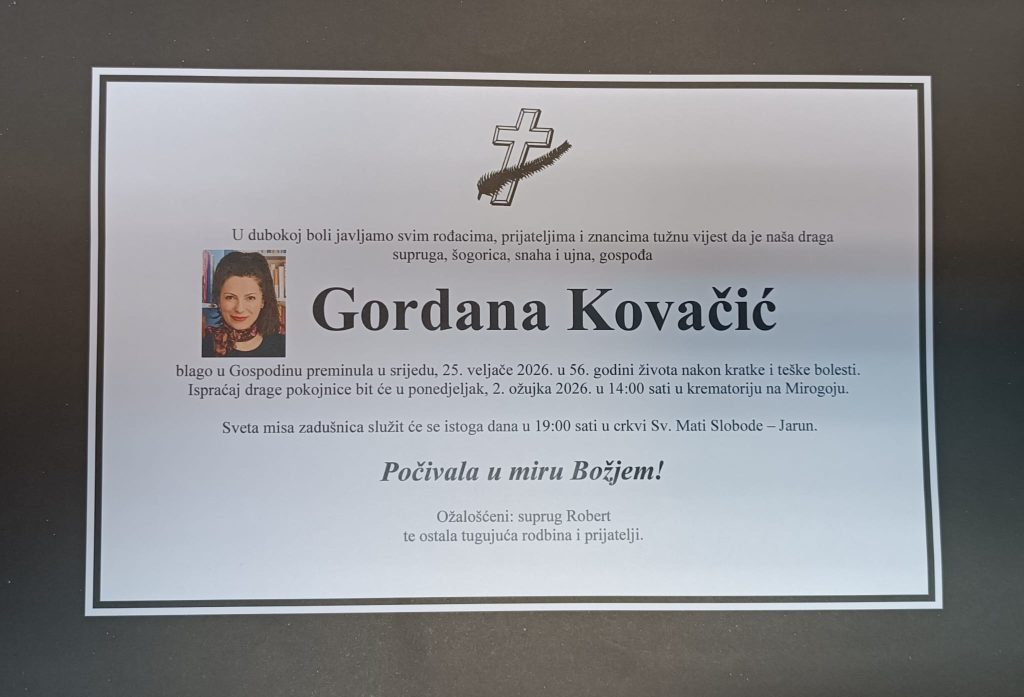 U dubokoj boli javljamo svim rođacima, prijateljima i znancima tužnu vijest da je naša draga
supruga, šogorica, snaha i ujna, gospođa
Gordana Kovačić
blago u Gospodinu preminula u srijedu, 25. veljače 2026. u 56. godini života nakon kratke i teške bolesti.
Ispraćaj drage pokojnice bit će u ponedjeljak, 2. ožujka 2026. u 14:00 sati u krematoriju na Mirogoju.
Sveta misa zadušnica služit će se istoga dana u 19:00 sati u crkvi Sv. Mati Slobode – Jarun.
Počivala u miru Božjem!
Ožalošćeni: suprug Robert
te ostala tugujuća rodbina i prijatelji.